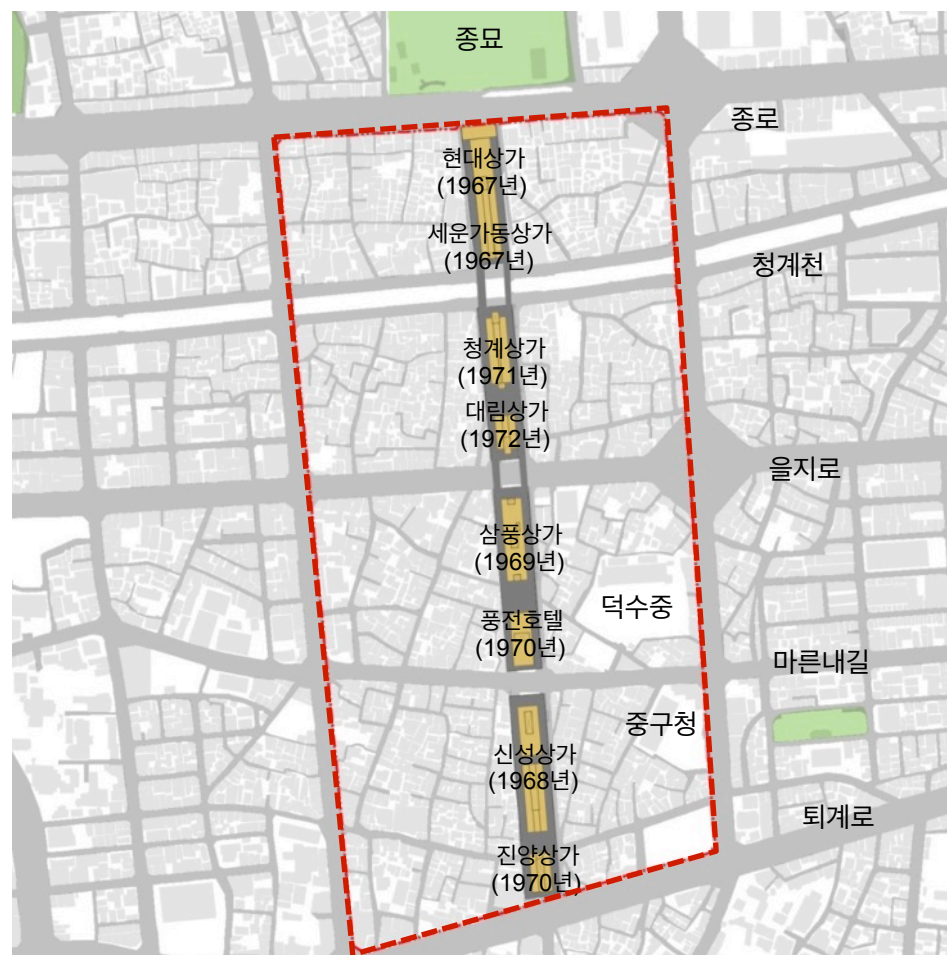 종묘
종로
현대상가
(1967년)
세운가동상가
(1967년)
청계천
청계상가
(1971년)
대림상가
(1972년)
을지로
삼풍상가
(1969년)
덕수중
풍전호텔
(1970년)
마른내길
중구청
신성상가
(1968년)
퇴계로
진양상가
(1970년)